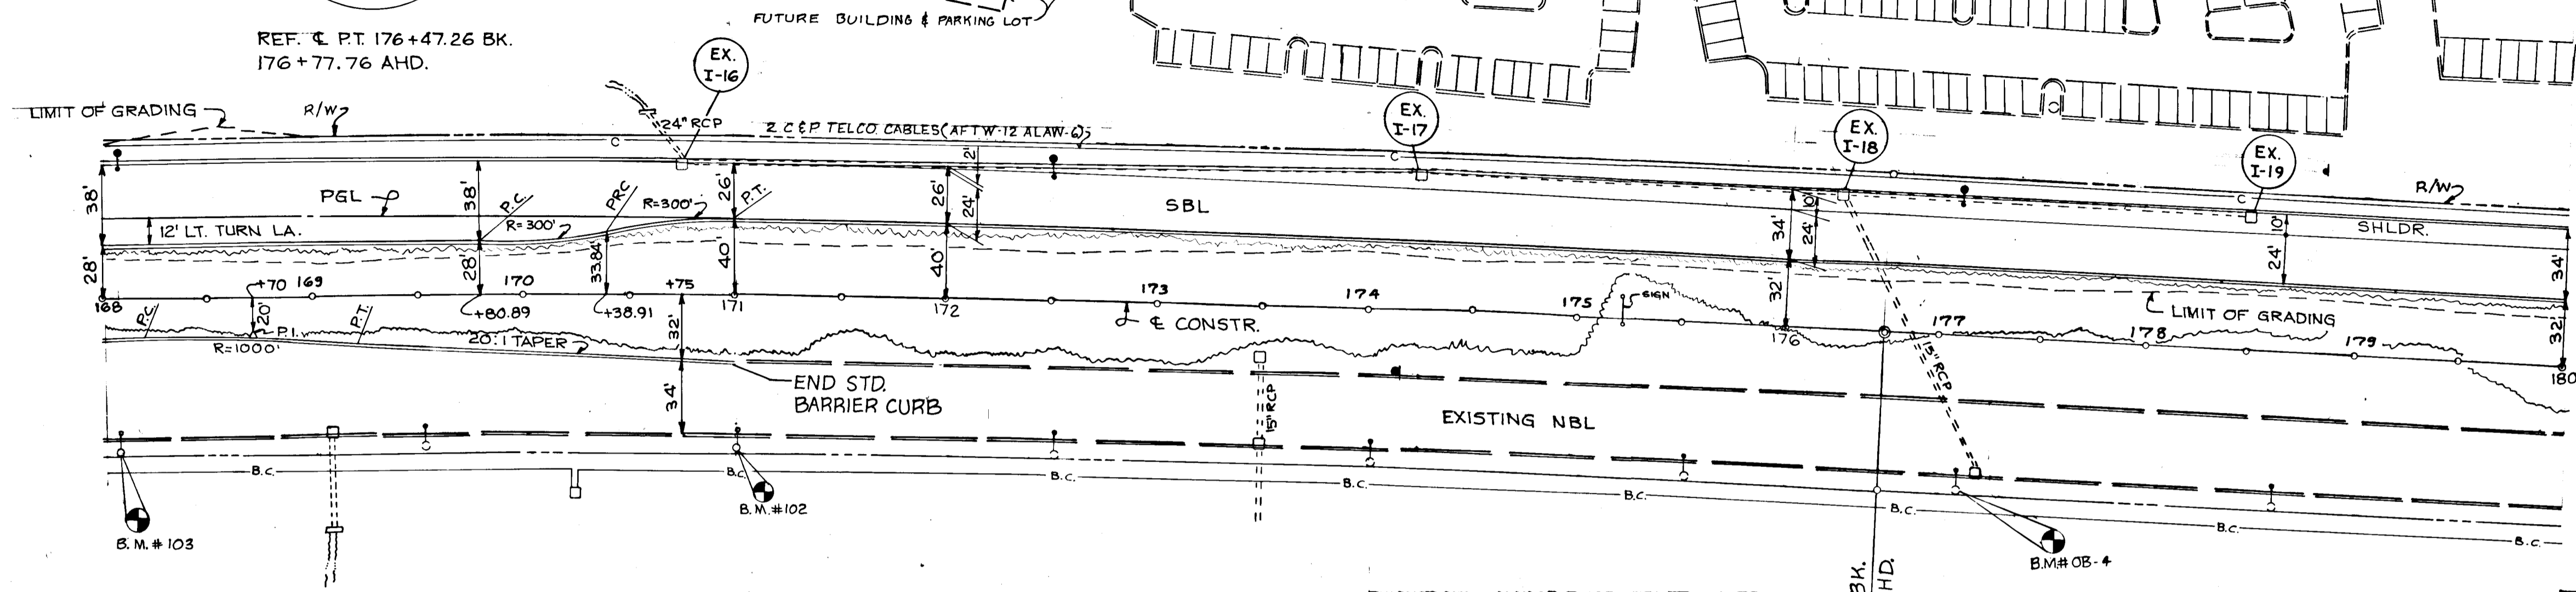 FUTURE BUILDING & PARKING LOT
REF. ℄ P.T. 176+47.26 BK.
176+77.76 AHD.
EX.
I-16
EX.
I-17
EX.
I-18
EX.
I-19
LIMIT OF GRADING
R/W
24" RCP
2 C & P TELCO CABLES (AFTW-12 ALAW-6)
C
C
C
R/W
38'
PGL
38'
P.C.
PRC
R=300'
26'
P.T.
26'
2'
24'
SBL
34'
10'
24'
10'
24'
SHLDR.
34'
12' LT. TURN LA.
R=300'
28'
28'
33.84'
40'
40'
32'
LIMIT OF GRADING
32'
168
+70
169
170
+75
171
172
173
174
175
176
177
178
179
180
SIGN
P.C.
20'
P.I.
P.T.
+80.89
+38.91
32'
℄ CONSTR.
R=1000'
20:1 TAPER
END STD.
BARRIER CURB
34'
15" RCP
15" RCP
EXISTING NBL
B.C.
B.C.
B.C.
B.C.
B.C.
B.C.
B.C.
B.C.
B.M.#103
B.M.#102
B.M.#OB-4
BK.
HD.